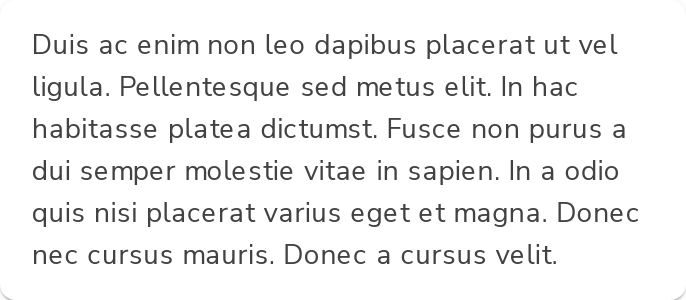 Duis ac enim non leo dapibus placerat ut vel
ligula. Pellentesque sed metus elit. In hac
habitasse platea dictumst. Fusce non purus a
dui semper molestie vitae in sapien. In a odio
quis nisi placerat varius eget et magna. Donec
nec cursus mauris. Donec a cursus velit.